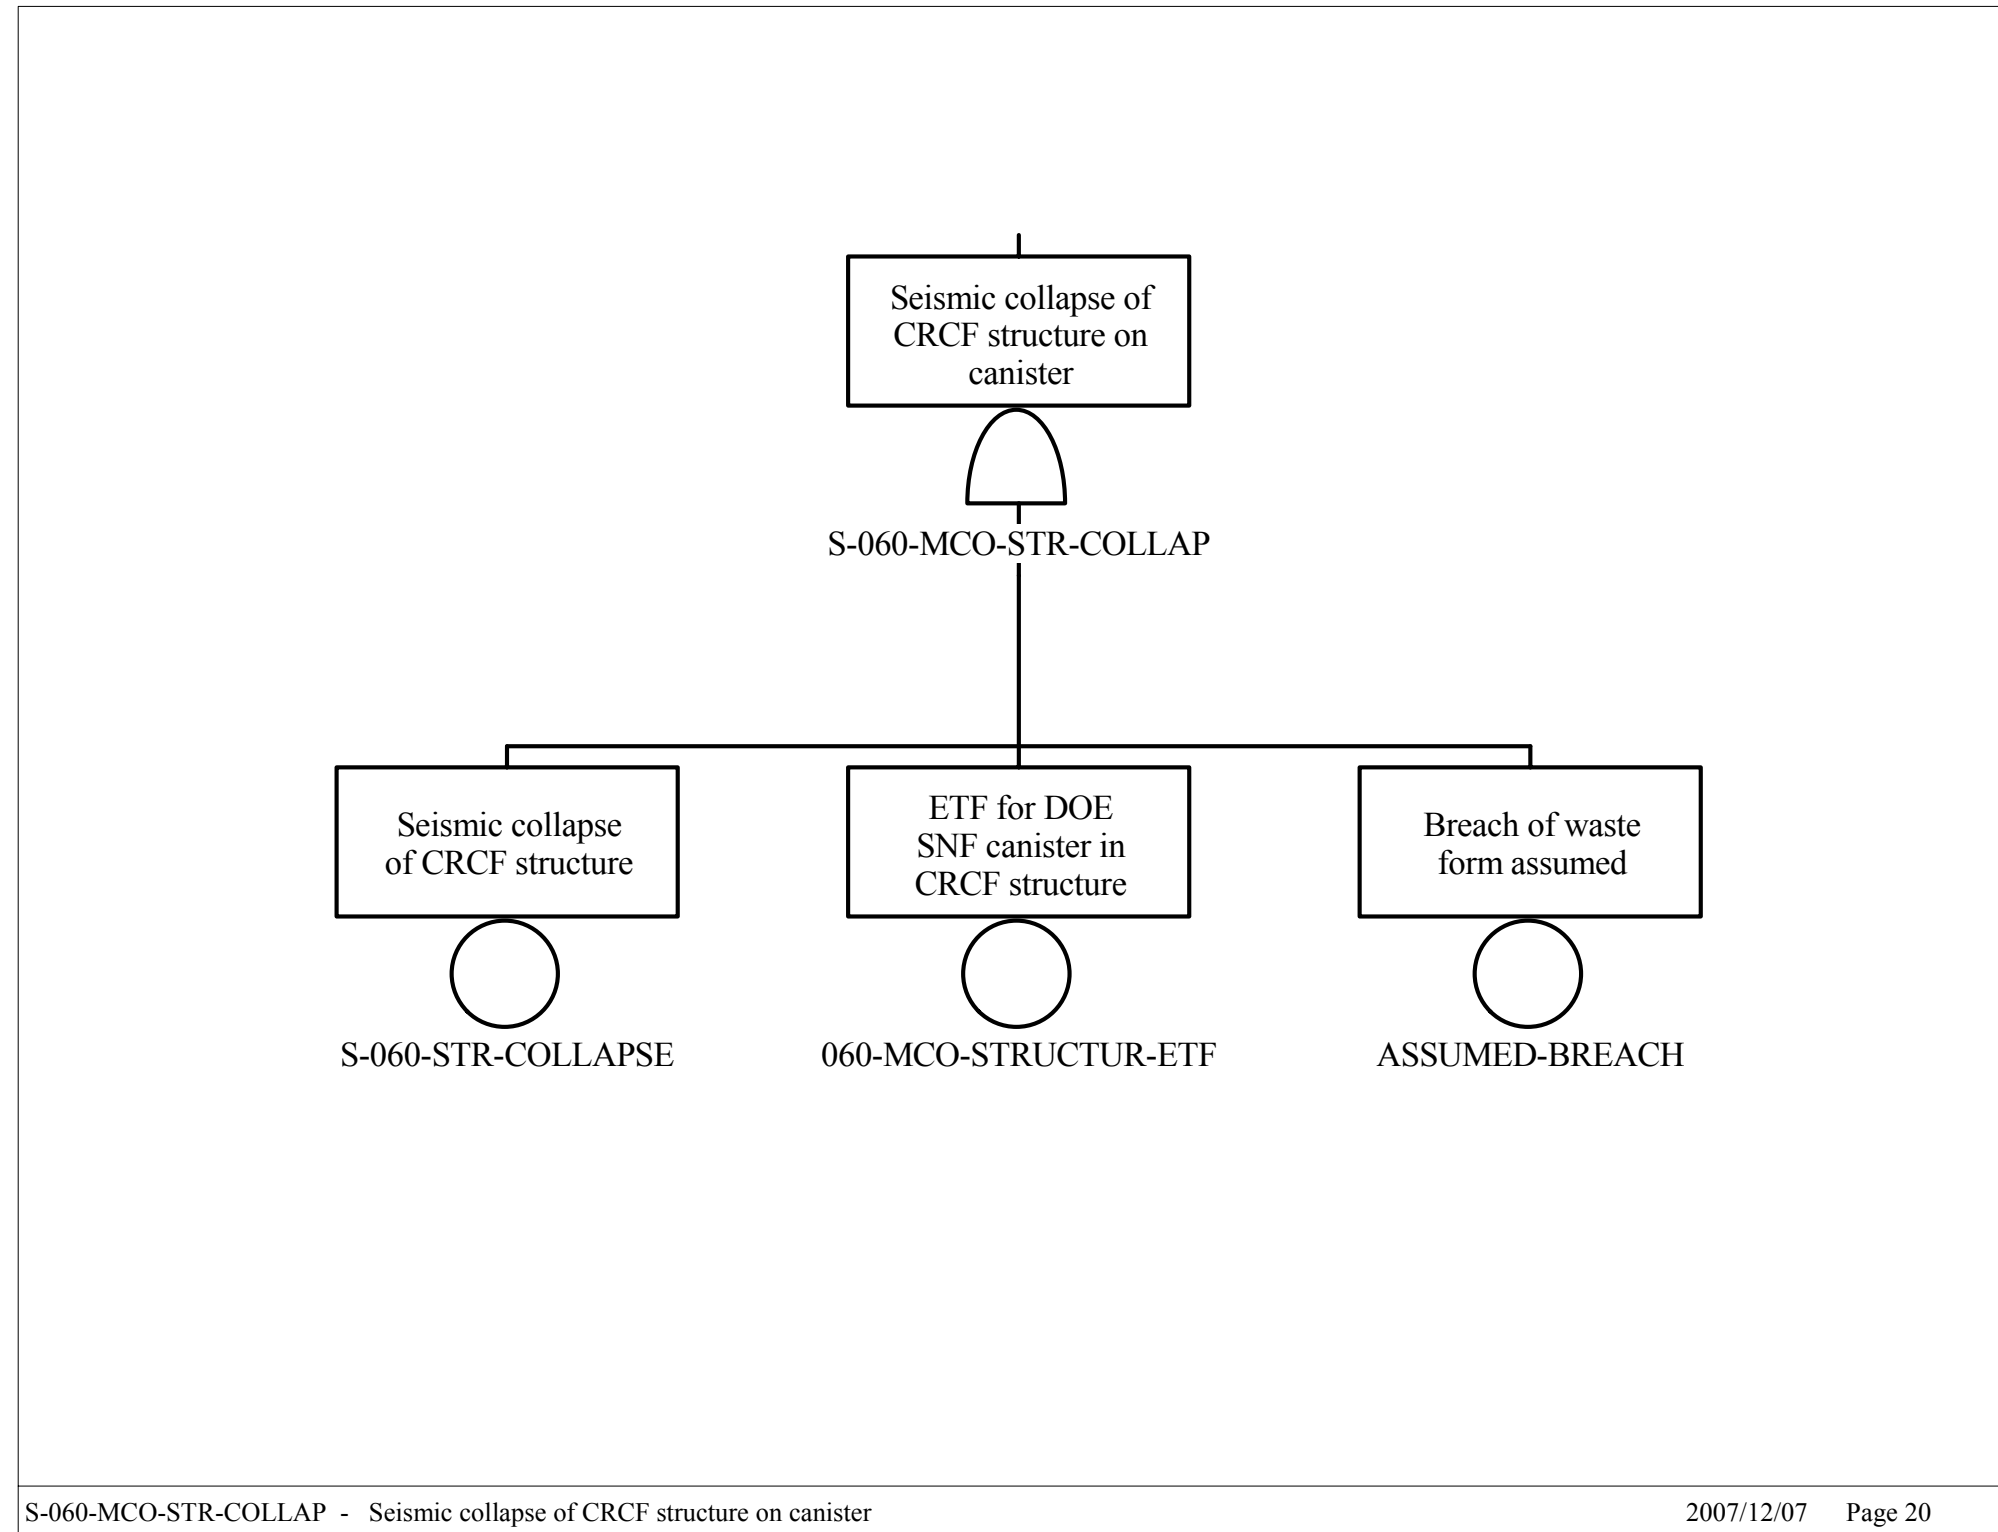 Seismic collapse of
CRCF structure on
canister
S-060-MCO-STR-COLLAP
Seismic collapse
of CRCF structure
ETF for DOE
SNF canister in
CRCF structure
Breach of waste
form assumed
S-060-STR-COLLAPSE
060-MCO-STRUCTUR-ETF
ASSUMED-BREACH
S-060-MCO-STR-COLLAP - Seismic collapse of CRCF structure on canister
2007/12/07 Page 20